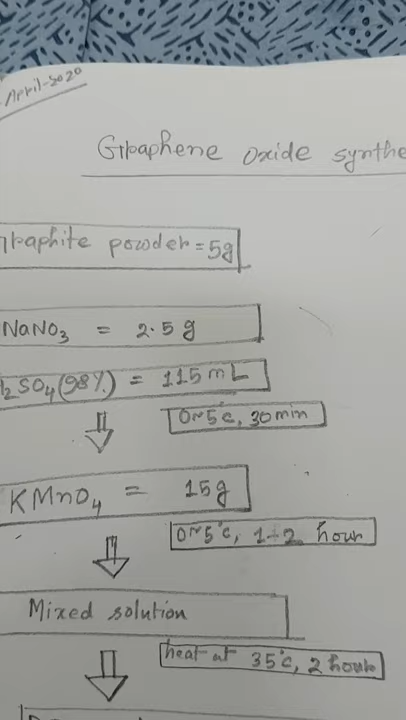 April-2020
Graphene Oxide synthe
Graphite powder = 5g
NaNO3 = 2.5 g
2SO4(98%) = 115 mL
0~5°c, 30 min
KMnO4 = 15g
0~5°c, 1-2 hour
Mixed solution
heat at 35°c, 2 hour